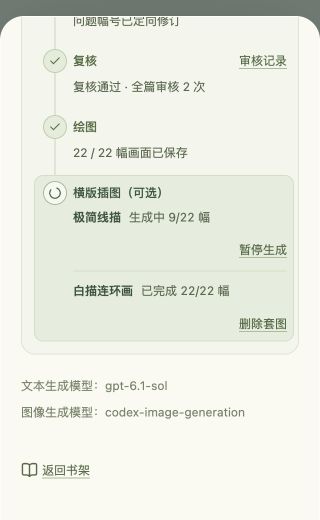 问题幅号已定向修订
复核
审核记录
复核通过 · 全篇审核 2 次
绘图
22 / 22 幅画面已保存
横版插图（可选）
极简线描 生成中 9/22 幅
暂停生成
白描连环画 已完成 22/22 幅
删除套图
文本生成模型：gpt-6.1-sol
图像生成模型：codex-image-generation
返回书架